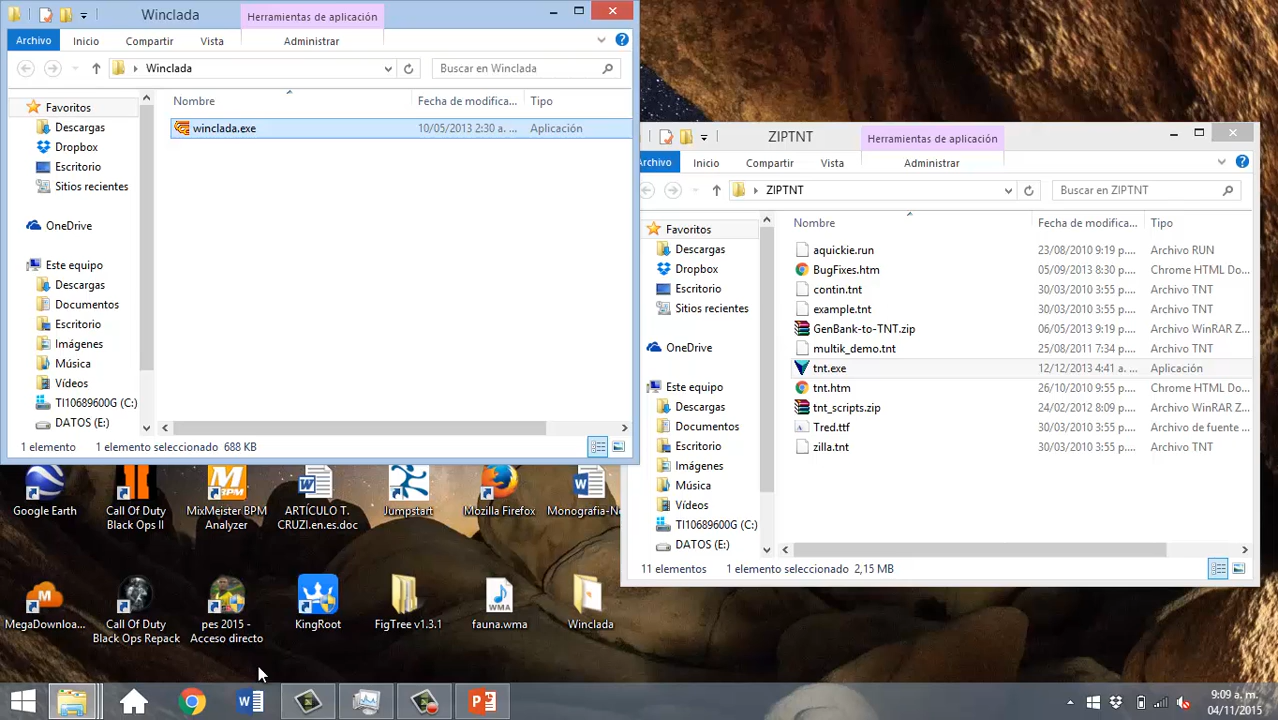 Winclada
Herramientas de aplicación
Archivo Inicio Compartir Vista Administrar
Winclada
Buscar en Winclada
Nombre Fecha de modifica... Tipo
winclada.exe 10/05/2013 2:30 a. ... Aplicación
Favoritos
Descargas
Dropbox
Escritorio
Sitios recientes
OneDrive
Este equipo
Descargas
Documentos
Escritorio
Imágenes
Música
Vídeos
TI10689600G (C:)
DATOS (E:)
1 elemento 1 elemento seleccionado 688 KB
ZIPTNT
Herramientas de aplicación
Archivo Inicio Compartir Vista Administrar
ZIPTNT
Buscar en ZIPTNT
Nombre Fecha de modifica... Tipo
aquickie.run 23/08/2010 9:19 p.... Archivo RUN
BugFixes.htm 05/09/2013 8:30 p.... Chrome HTML Do...
contin.tnt 30/03/2010 3:55 p.... Archivo TNT
example.tnt 30/03/2010 3:55 p.... Archivo TNT
GenBank-to-TNT.zip 06/05/2013 9:19 p.... Archivo WinRAR Z...
multik_demo.tnt 25/08/2011 7:34 p.... Archivo TNT
tnt.exe 12/12/2013 4:41 a. ... Aplicación
tnt.htm 26/10/2010 9:55 p.... Chrome HTML Do...
tnt_scripts.zip 24/02/2012 8:09 p.... Archivo WinRAR Z...
Tred.ttf 30/03/2010 3:55 p.... Archivo de fuente ...
zilla.tnt 30/03/2010 3:55 p.... Archivo TNT
Favoritos
Descargas
Dropbox
Escritorio
Sitios recientes
OneDrive
Este equipo
Descargas
Documentos
Escritorio
Imágenes
Música
Vídeos
TI10689600G (C:)
DATOS (E:)
11 elementos 1 elemento seleccionado 2,15 MB
Google Earth
Call Of Duty
Black Ops II
MixMeister BPM
Analyzer
ARTÍCULO T.
CRUZI.en.es.doc
Jumpstart
Mozilla Firefox
Monografia-No
MegaDownloa...
Call Of Duty
Black Ops Repack
pes 2015 -
Acceso directo
KingRoot
FigTree v1.3.1
WMA
fauna.wma
Winclada
9:09 a. m.
04/11/2015